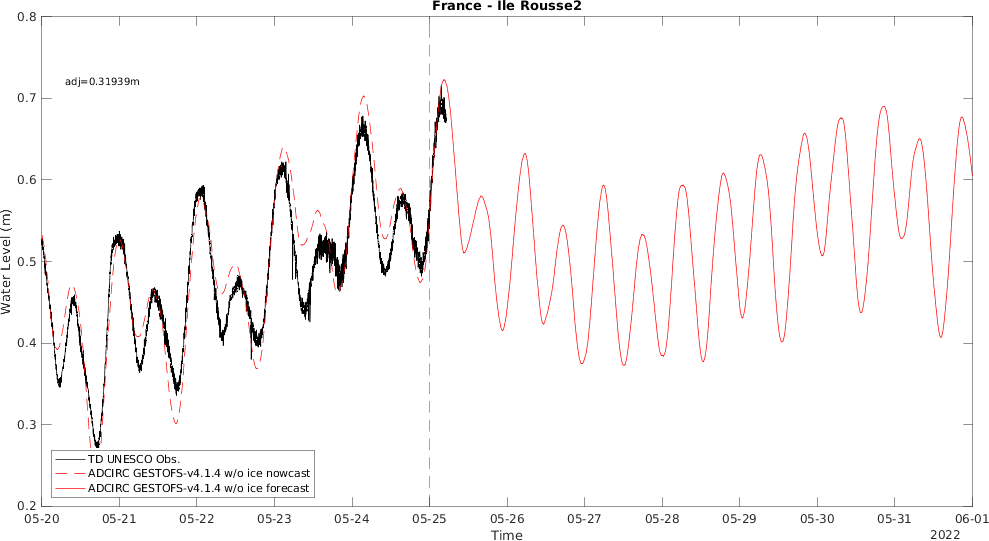 France - Ile Rousse2
adj=0.31939m
Water Level (m)
0.8
0.7
0.6
0.5
0.4
0.3
0.2
TD UNESCO Obs.
ADCIRC GESTOFS-v4.1.4 w/o ice nowcast
ADCIRC GESTOFS-v4.1.4 w/o ice forecast
05-20 05-21 05-22 05-23 05-24 05-25 05-26 05-27 05-28 05-29 05-30 05-31 06-01
Time
2022